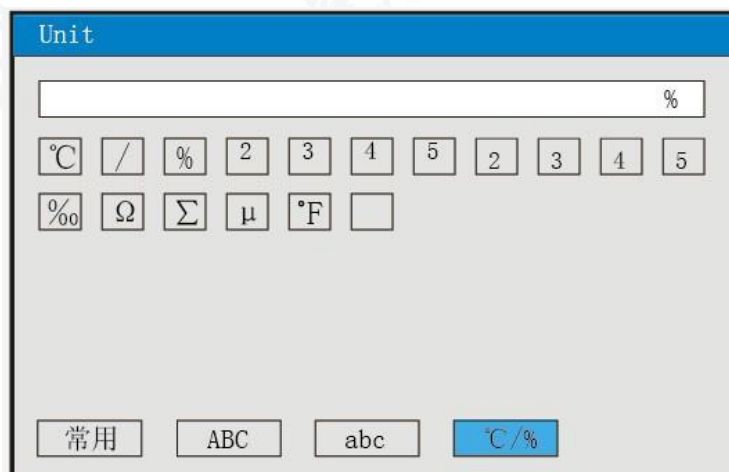 Unit
%
℃ / % ² ³ ⁴ ⁵ ₂ ₃ ₄ ₅
‰ Ω Σ μ ℉
常用 ABC abc ℃/%